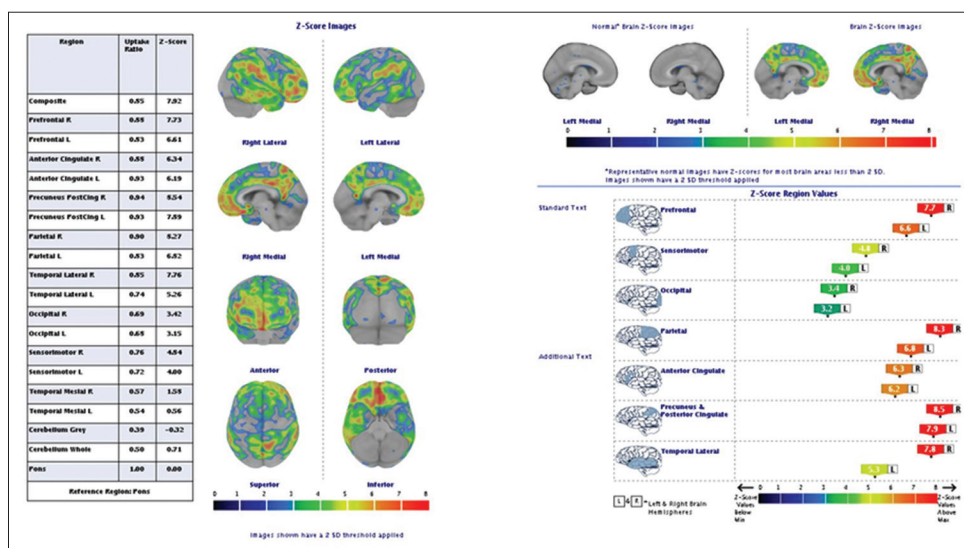 Region Uptake Ratio Z-Score
Composite 0.85 7.92
Prefrontal R 0.88 7.73
Prefrontal L 0.83 6.61
Anterior Cingulate R 0.88 6.34
Anterior Cingulate L 0.93 6.19
Precuneus PostCing R 0.94 8.54
Precuneus PostCing L 0.93 7.89
Parietal R 0.90 8.27
Parietal L 0.83 6.82
Temporal Lateral R 0.85 7.76
Temporal Lateral L 0.74 5.26
Occipital R 0.69 3.42
Occipital L 0.68 3.15
Sensorimotor R 0.76 4.84
Sensorimotor L 0.72 4.00
Temporal Mesial R 0.57 1.58
Temporal Mesial L 0.54 0.56
Cerebellum Grey 0.39 -0.32
Cerebellum Whole 0.50 0.71
Pons 1.00 0.00
Reference Region: Pons
Z-Score Images
Right Lateral Left Lateral
Right Medial Left Medial
Anterior Posterior
Superior Inferior
0 1 2 3 4 5 6 7 8
Images shown have a 2 SD threshold applied
Normal* Brain Z-Score Images Brain Z-Score Images
Left Medial Right Medial Left Medial Right Medial
0 1 2 3 4 5 6 7 8
*Representative normal images have Z-scores for most brain areas less than 2 SD.
Images shown have a 2 SD threshold applied
Z-Score Region Values
Standard Text
Prefrontal
7.7 R
6.6 L
Sensorimotor
4.8 R
4.0 L
Occipital
3.4 R
3.2 L
Parietal
8.3 R
6.8 L
Additional Text
Anterior Cingulate
6.3 R
6.2 L
Precuneus &
Posterior Cingulate
8.5 R
7.9 L
Temporal Lateral
7.8 R
5.3 L
L & R = Left & Right Brain
Hemispheres
0 1 2 3 4 5 6 7 8
Z-Score
Values
Below
Min
Z-Score
Values
Above
Max